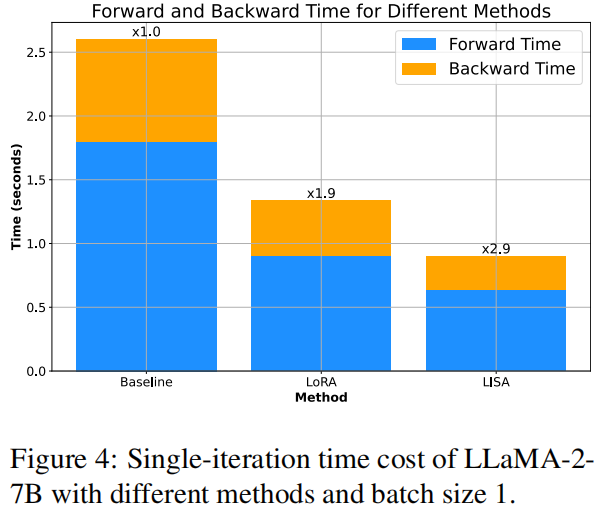 Forward and Backward Time for Different Methods
x1.0
Forward Time
Backward Time
2.5
2.0
x1.9
1.5
x2.9
1.0
0.5
0.0
Time (seconds)
Baseline
LoRA
LISA
Method
Figure 4: Single-iteration time cost of LLaMA-2-
7B with different methods and batch size 1.